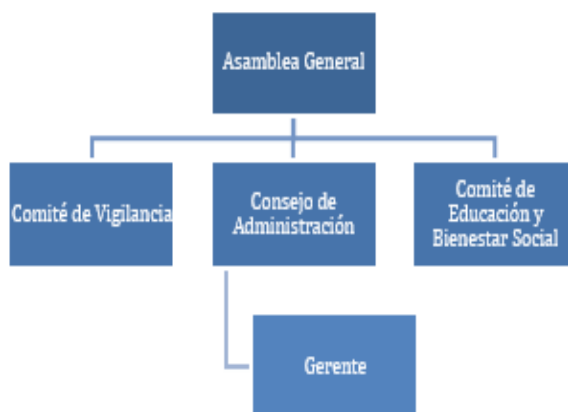 Asamblea General
Comité de Vigilancia
Consejo de
Administración
Comité de
Educación y
Bienestar Social
Gerente